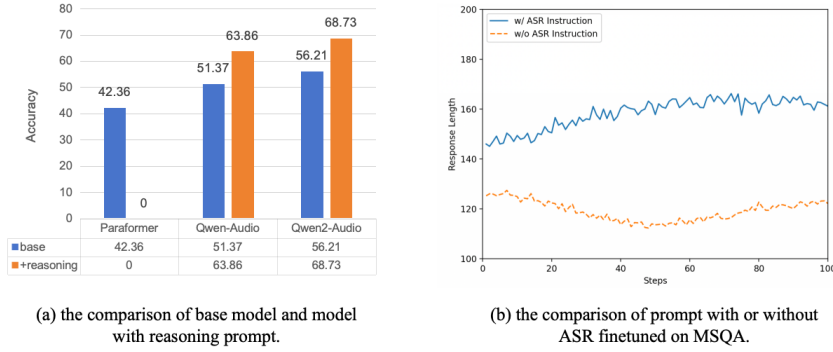 80
70
60
50
40
30
20
10
0
Accuracy
42.36
0
51.37
63.86
56.21
68.73
Paraformer Qwen-Audio Qwen2-Audio
base 42.36 51.37 56.21
+reasoning 0 63.86 68.73
(a) the comparison of base model and model
with reasoning prompt.
200
180
160
140
120
100
Response Length
w/ ASR Instruction
w/o ASR Instruction
0 20 40 60 80 100
Steps
(b) the comparison of prompt with or without
ASR finetuned on MSQA.